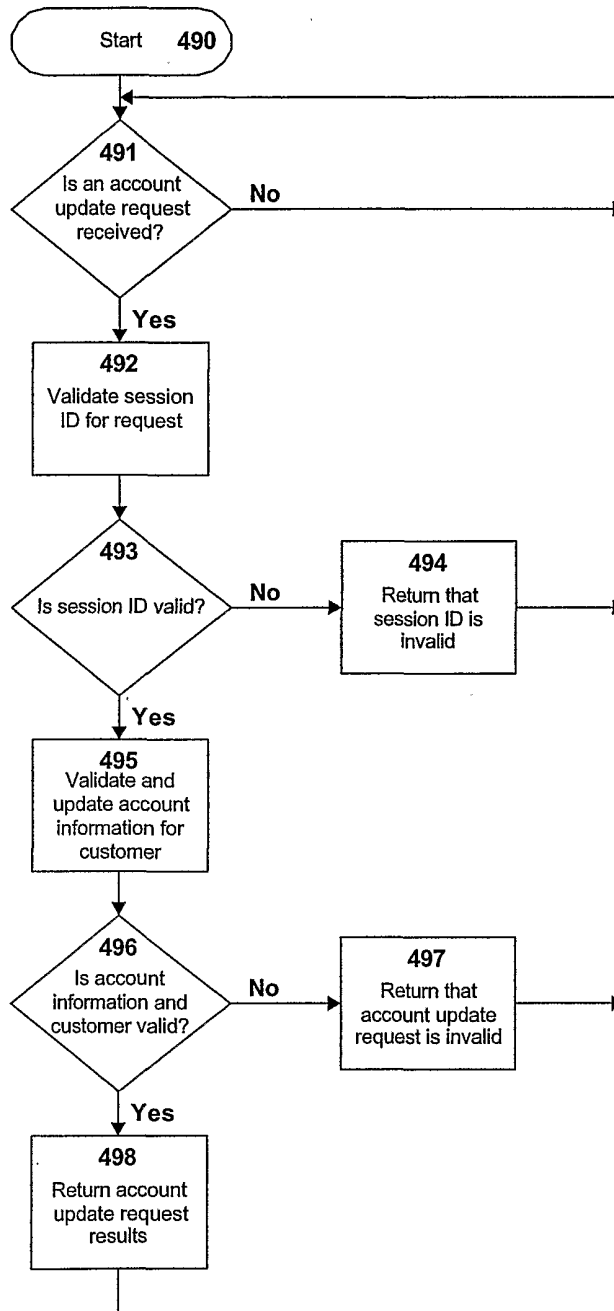 Start 490
491
Is an account
update request
received?
No
Yes
492
Validate session
ID for request
493
Is session ID valid?
No
494
Return that
session ID is
invalid
Yes
495
Validate and
update account
information for
customer
496
Is account
information and
customer valid?
No
497
Return that
account update
request is invalid
Yes
498
Return account
update request
results